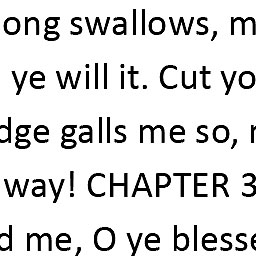 ong swallows, m
ye will it. Cut yo
dge galls me so, r
way! CHAPTER 3
d me, O ye blesse